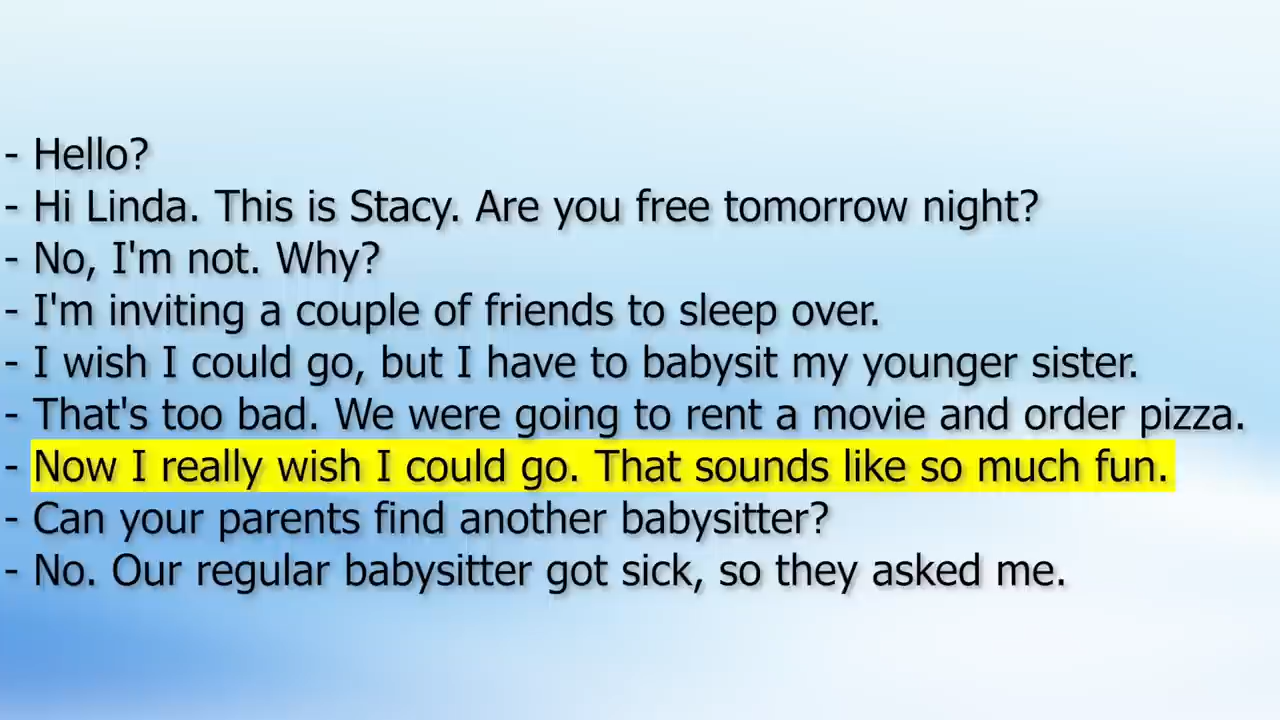 - Hello?
- Hi Linda. This is Stacy. Are you free tomorrow night?
- No, I'm not. Why?
- I'm inviting a couple of friends to sleep over.
- I wish I could go, but I have to babysit my younger sister.
- That's too bad. We were going to rent a movie and order pizza.
- Now I really wish I could go. That sounds like so much fun.
- Can your parents find another babysitter?
- No. Our regular babysitter got sick, so they asked me.